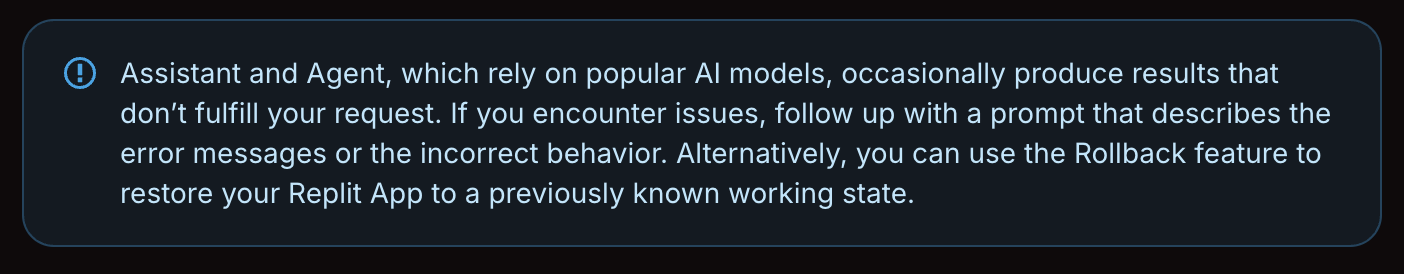 Assistant and Agent, which rely on popular AI models, occasionally produce results that
don’t fulfill your request. If you encounter issues, follow up with a prompt that describes the
error messages or the incorrect behavior. Alternatively, you can use the Rollback feature to
restore your Replit App to a previously known working state.